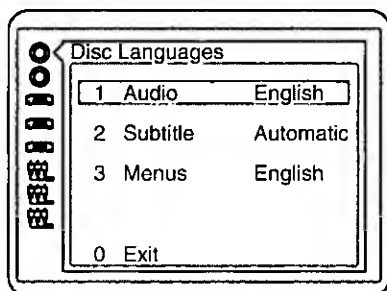 Disc Languages
1 Audio English
2 Subtitle Automatic
3 Menus English
0 Exit